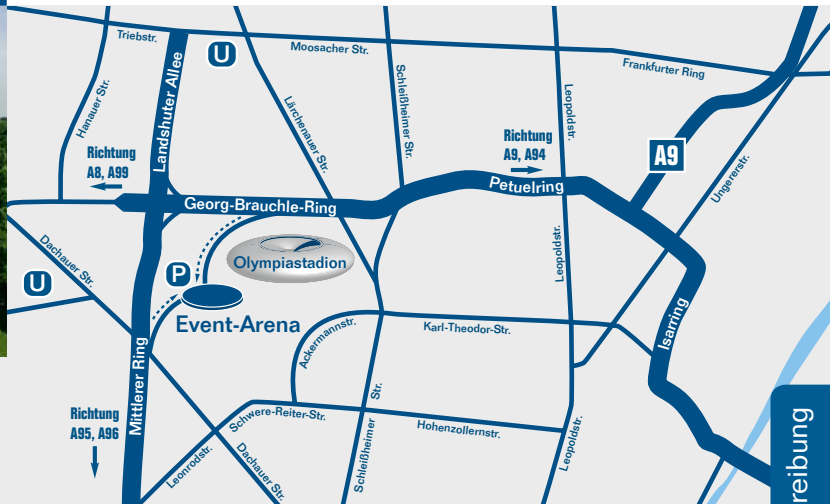 Triebstr.
U
Moosacher Str.
Frankfurter Ring
Hanauer Str.
Landshuter Allee
Lärchenauer Str.
Schleißheimer Str.
Leopoldstr.
Richtung
A8, A99
Richtung
A9, A94
A9
Ungererstr.
Petuelring
Georg-Brauchle-Ring
Dachauer Str.
U
P
Olympiastadion
Leopoldstr.
Event-Arena
Ackermannstr.
Karl-Theodor-Str.
Isarring
Mittlerer Ring
Richtung
A95, A96
Schwere-Reiter-Str.
Hohenzollernstr.
Schleißheimer Str.
Leonrodstr.
Dachauer Str.
Leopoldstr.
reibung